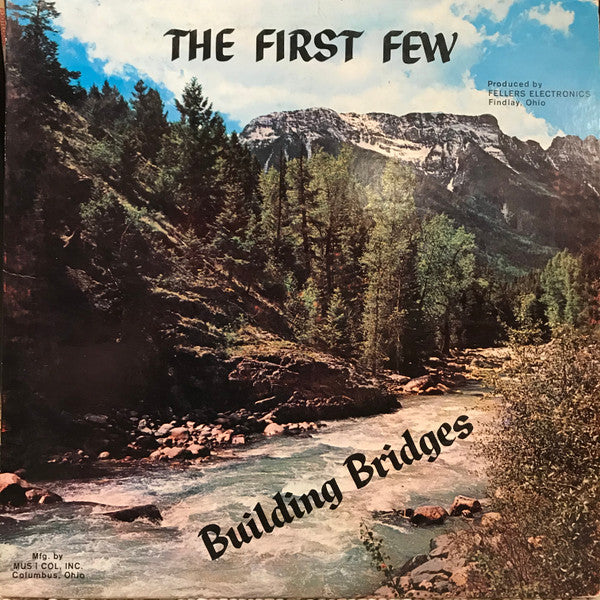 THE FIRST FEW
Produced by
FELLERS ELECTRONICS
Findlay, Ohio
Building Bridges
Mfg. by
MUS I COL, INC.
Columbus, Ohio